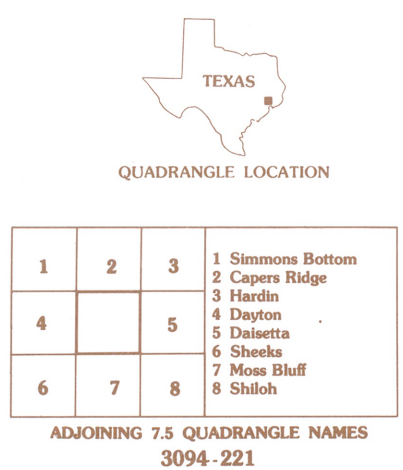 TEXAS
QUADRANGLE LOCATION
1 2 3
4 5
6 7 8
1 Simmons Bottom
2 Capers Ridge
3 Hardin
4 Dayton
5 Daisetta
6 Sheeks
7 Moss Bluff
8 Shiloh
ADJOINING 7.5 QUADRANGLE NAMES
3094-221